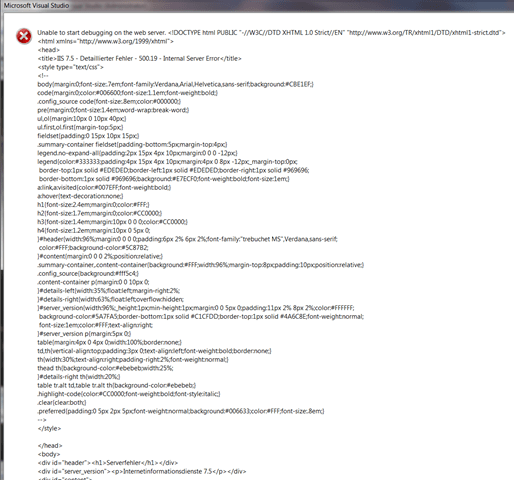 Microsoft Visual Studio
Unable to start debugging on the web server. <!DOCTYPE html PUBLIC "-//W3C//DTD XHTML 1.0 Strict//EN" "http://www.w3.org/TR/xhtml1/DTD/xhtml1-strict.dtd">
<html xmlns="http://www.w3.org/1999/xhtml">
<head>
<title>IIS 7.5 - Detaillierter Fehler - 500.19 - Internal Server Error</title>
<style type="text/css">
<!--
body{margin:0;font-size:.7em;font-family:Verdana,Arial,Helvetica,sans-serif;background:#CBE1EF;}
code{margin:0;color:#006600;font-size:1.1em;font-weight:bold;}
.config_source code{font-size:.8em;color:#000000;}
pre{margin:0;font-size:1.4em;word-wrap:break-word;}
ul,ol{margin:10px 0 10px 40px;}
ul.first,ol.first{margin-top:5px;}
fieldset{padding:0 15px 10px 15px;}
.summary-container fieldset{padding-bottom:5px;margin-top:4px;}
legend.no-expand-all{padding:2px 15px 4px 10px;margin:0 0 0 -12px;}
legend{color:#333333;padding:4px 15px 4px 10px;margin:4px 0 8px -12px;_margin-top:0px;
border-top:1px solid #EDEDED;border-left:1px solid #EDEDED;border-right:1px solid #969696;
border-bottom:1px solid #969696;background:#E7ECF0;font-weight:bold;font-size:1em;}
a:link,a:visited{color:#007EFF;font-weight:bold;}
a:hover{text-decoration:none;}
h1{font-size:2.4em;margin:0;color:#FFF;}
h2{font-size:1.7em;margin:0;color:#CC0000;}
h3{font-size:1.4em;margin:10px 0 0 0;color:#CC0000;}
h4{font-size:1.2em;margin:10px 0 5px 0;
}#header{width:96%;margin:0 0 0 0;padding:6px 2% 6px 2%;font-family:"trebuchet MS",Verdana,sans-serif;
color:#FFF;background-color:#5C87B2;
}#content{margin:0 0 0 2%;position:relative;}
.summary-container,.content-container{background:#FFF;width:96%;margin-top:8px;padding:10px;position:relative;}
.config_source{background:#fff5c4;}
.content-container p{margin:0 0 10px 0;
}#details-left{width:35%;float:left;margin-right:2%;
}#details-right{width:63%;float:left;overflow:hidden;
}#server_version{width:96%;_height:1px;min-height:1px;margin:0 0 5px 0;padding:11px 2% 8px 2%;color:#FFFFFF;
background-color:#5A7FA5;border-bottom:1px solid #C1CFDD;border-top:1px solid #4A6C8E;font-weight:normal;
font-size:1em;color:#FFF;text-align:right;
}#server_version p{margin:5px 0;}
table{margin:4px 0 4px 0;width:100%;border:none;}
td,th{vertical-align:top;padding:3px 0;text-align:left;font-weight:bold;border:none;}
th{width:30%;text-align:right;padding-right:2%;font-weight:normal;}
thead th{background-color:#ebebeb;width:25%;
}#details-right th{width:20%;}
table tr.alt td,table tr.alt th{background-color:#ebebeb;}
.highlight-code{color:#CC0000;font-weight:bold;font-style:italic;}
.clear{clear:both;}
.preferred{padding:0 5px 2px 5px;font-weight:normal;background:#006633;color:#FFF;font-size:.8em;}
-->
</style>
</head>
<body>
<div id="header"><h1>Serverfehler</h1></div>
<div id="server_version"><p>Internetinformationsdienste 7.5</p></div>
<div id="content">